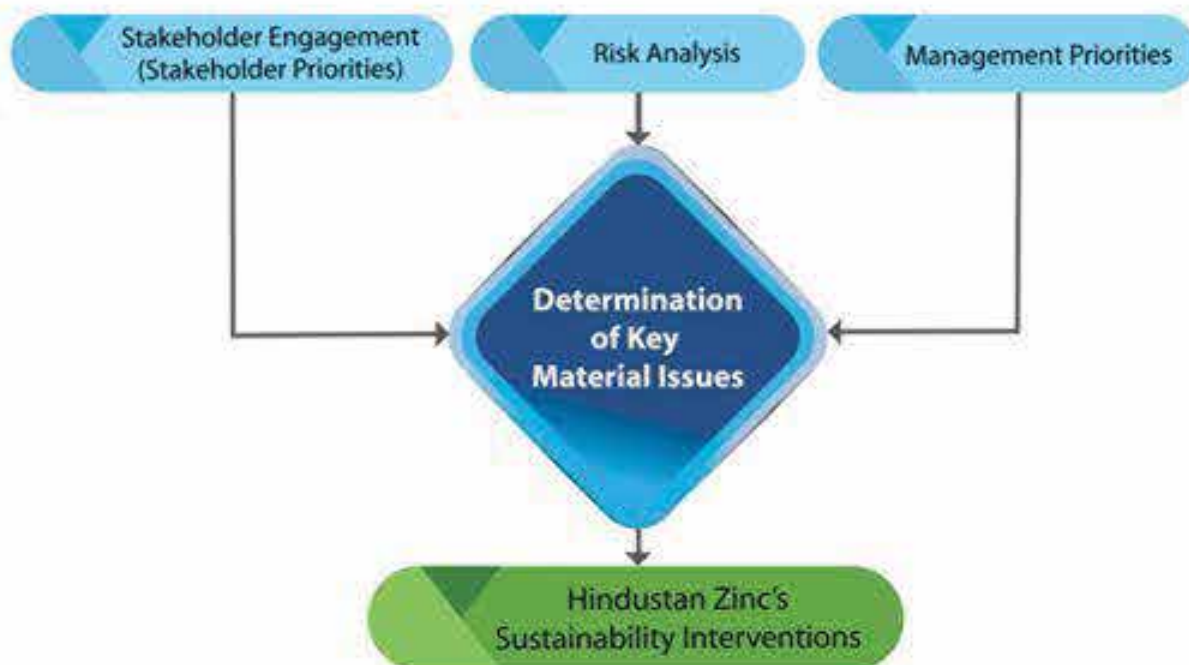 Stakeholder Engagement
(Stakeholder Priorities)
Risk Analysis
Management Priorities
Determination
of Key
Material Issues
Hindustan Zinc's
Sustainability Interventions